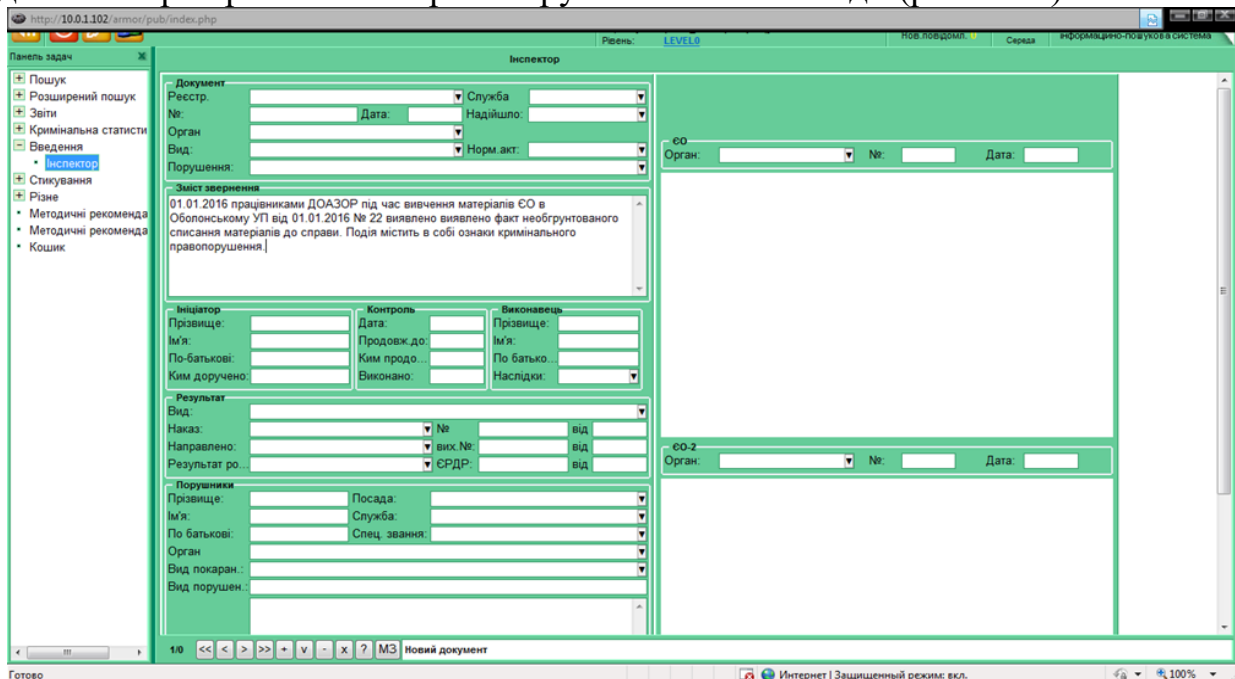 http://10.0.1.102/armor/pub/index.php
Рівень: LEVEL0 Нов.повідомл. 0 Середа інформаційно-пошукова система
Панель задач
Інспектор
Пошук
Розширений пошук
Звіти
Кримінальна статисти
Введення
Інспектор
Стикування
Різне
Методичні рекоменда
Методичні рекоменда
Кошик
Документ
Реєстр. Служба
№: Дата: Надійшло:
Орган
Вид: Норм.акт:
Порушення:
Зміст звернення
01.01.2016 працівниками ДОАЗОР під час вивчення матеріалів ЄО в
Оболонському УП від 01.01.2016 № 22 виявлено виявлено факт необгрунтованого
списання матеріалів до справи. Подія містить в собі ознаки кримінального
правопорушення.
Ініціатор
Прізвище:
Ім'я:
По-батькові:
Ким доручено:
Контроль
Дата:
Продовж.до:
Ким продо...
Виконано:
Виконавець
Прізвище:
Ім'я:
По батько...
Наслідки:
Результат
Вид:
Наказ: № від
Направлено: вих.№: від
Результат ро... ЄРДР: від
Порушники
Прізвище: Посада:
Ім'я: Служба:
По батькові: Спец. звання:
Орган
Вид покаран.:
Вид порушен.:
ЄО
Орган: №: Дата:
ЄО-2
Орган: №: Дата:
1/0 << < > >> + v - x ? МЗ Новий документ
Готово Интернет | Защищенный режим: вкл. 100%